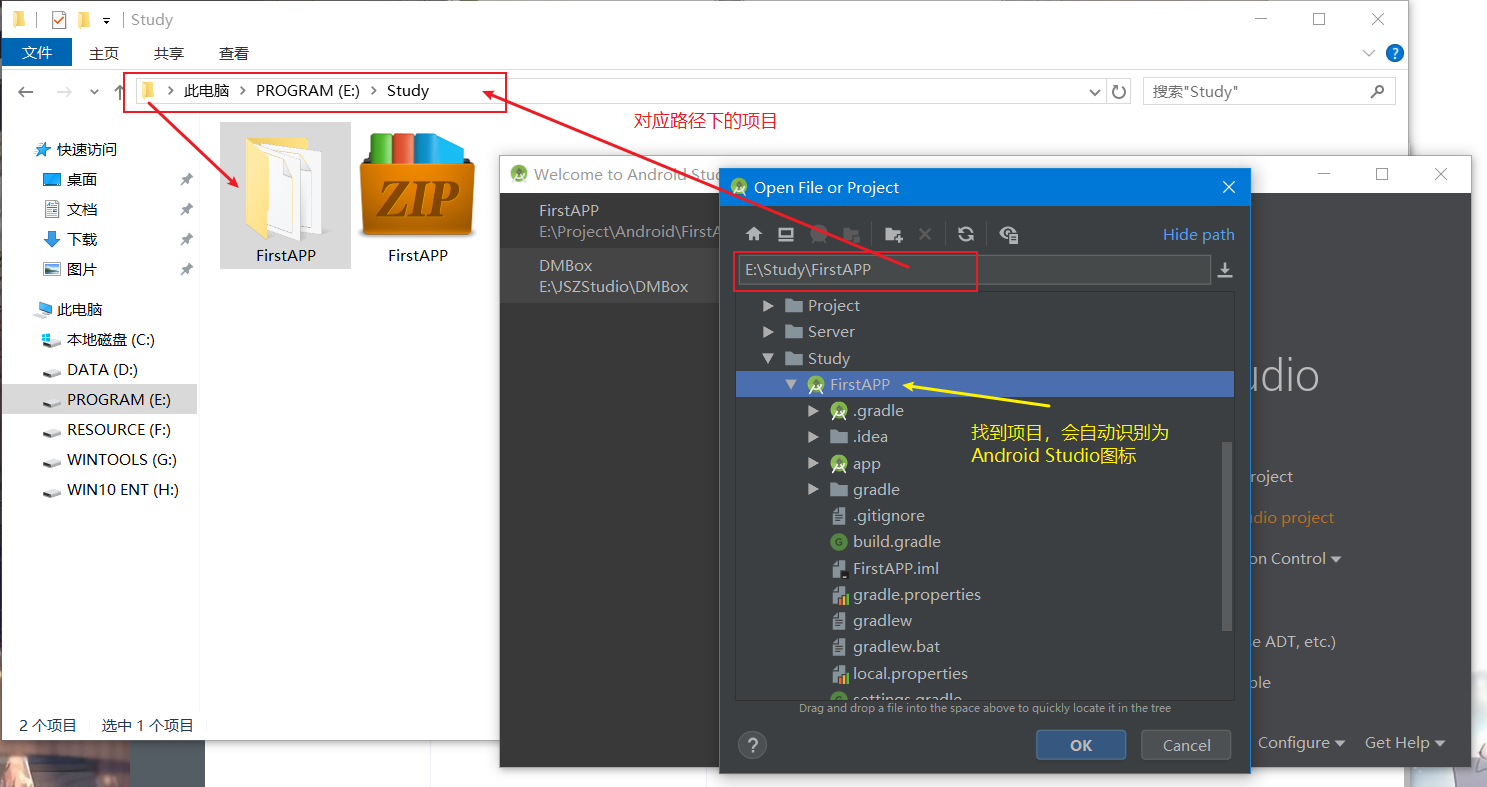 Study
文件 主页 共享 查看
此电脑 PROGRAM (E:) Study
搜索"Study"
对应路径下的项目
快速访问
桌面
文档
下载
图片
此电脑
本地磁盘 (C:)
DATA (D:)
PROGRAM (E:)
RESOURCE (F:)
WINTOOLS (G:)
WIN10 ENT (H:)
ZIP
FirstAPP
FirstAPP
2 个项目 选中 1 个项目
Welcome to Android Stu
FirstAPP
E:\Project\Android\FirstA
DMBox
E:\JSZStudio\DMBox
Open File or Project
Hide path
E:\Study\FirstAPP
Project
Server
Study
FirstAPP
.gradle
.idea
app
gradle
.gitignore
build.gradle
FirstAPP.iml
gradle.properties
gradlew
gradlew.bat
local.properties
settings.gradle
找到项目，会自动识别为
Android Studio图标
Drag and drop a file into the space above to quickly locate it in the tree
?
OK
Cancel
udio
roject
dio project
on Control
e ADT, etc.)
ble
Configure
Get Help